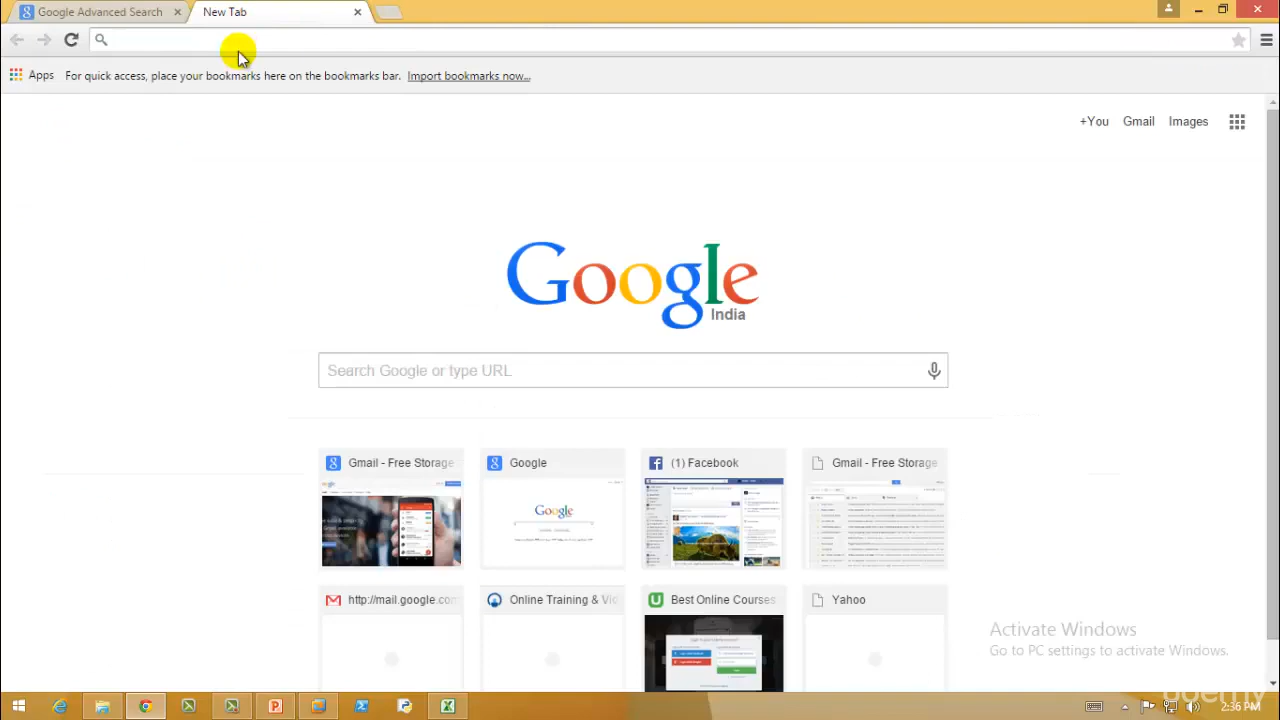 Google Advanced Search
New Tab
Apps For quick access, place your bookmarks here on the bookmarks bar. Import bookmarks now...
+You Gmail Images
Google
India
Search Google or type URL
Gmail - Free Storage
Google
(1) Facebook
Gmail - Free Storage
http://mail.google.com
Online Training & Vid
Best Online Courses
Yahoo
Activate Windows
Go to PC settings to activate Windows.
udemy
2:36 PM